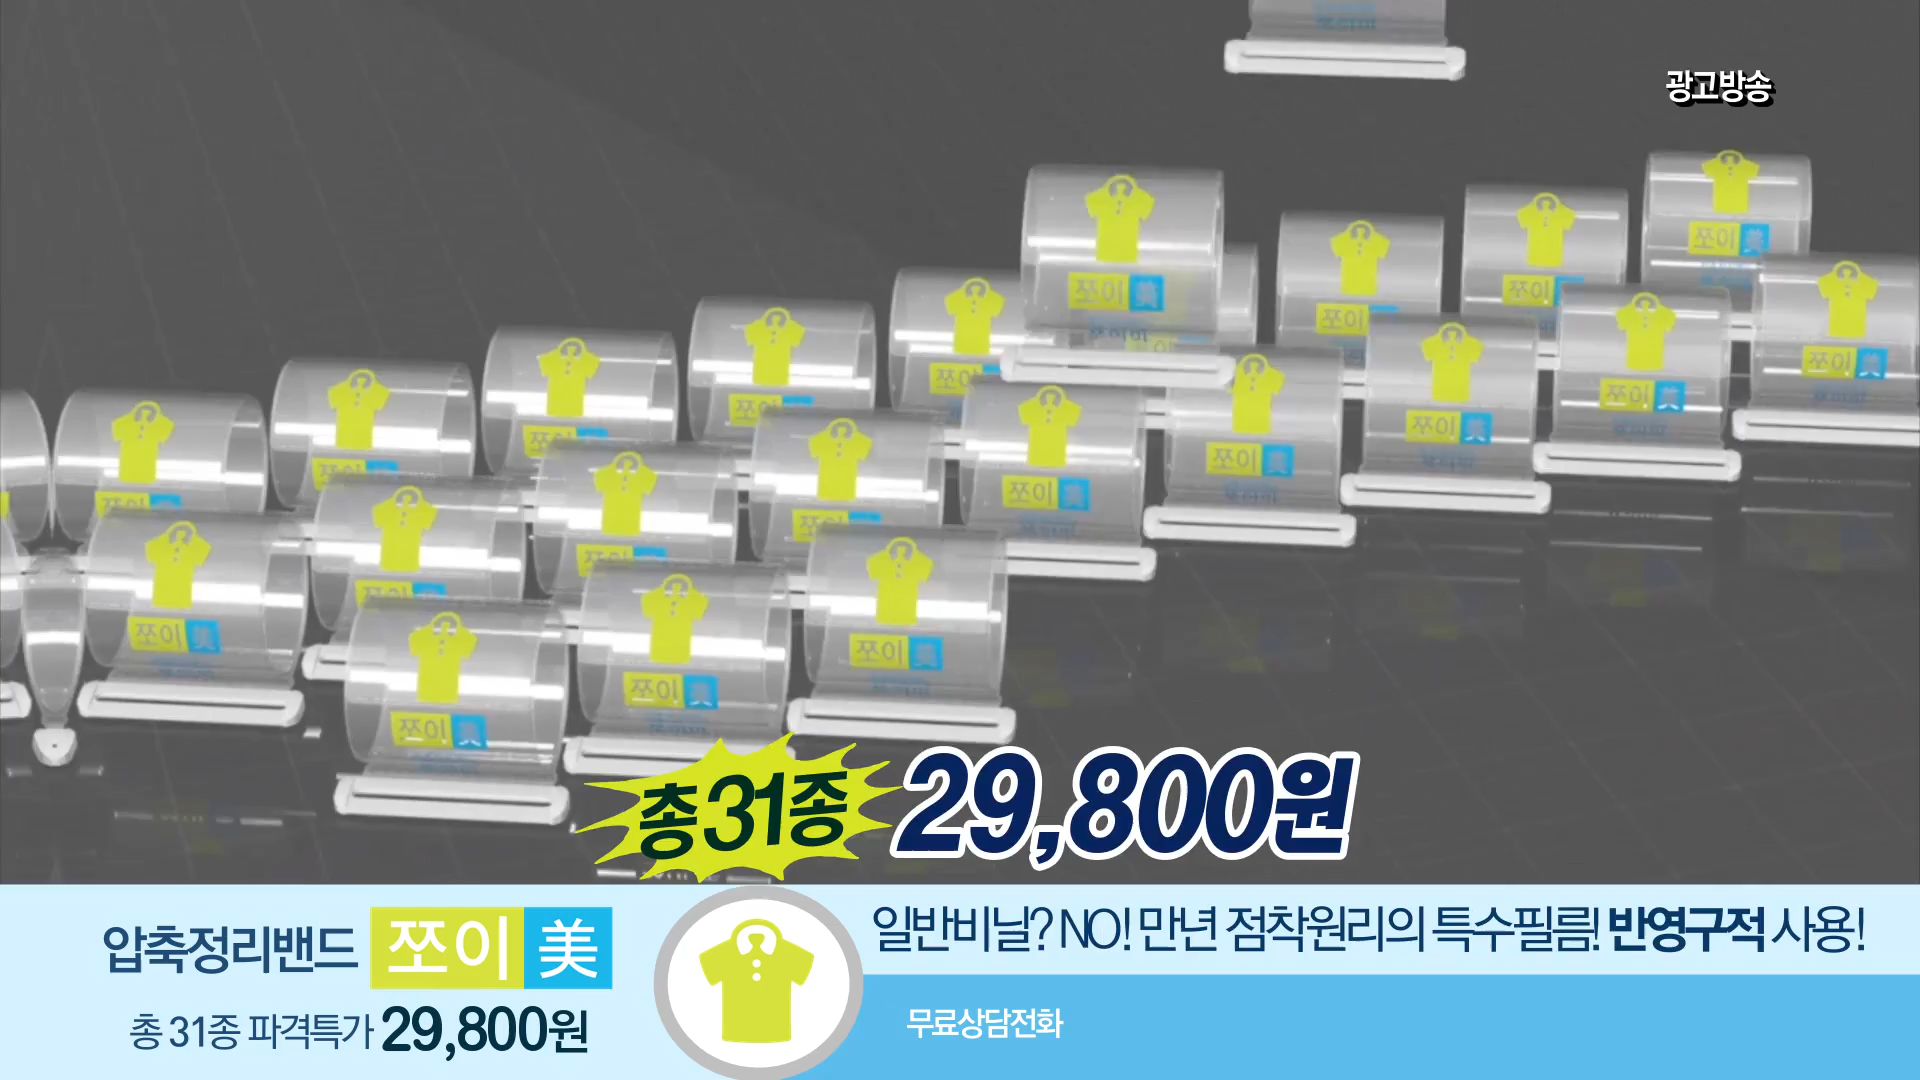 광고방송
쪼이美
총31종 29,800원
압축정리밴드 쪼이美
총 31종 파격특가 29,800원
일반비닐? NO! 만년 점착원리의 특수필름! 반영구적 사용!
무료상담전화